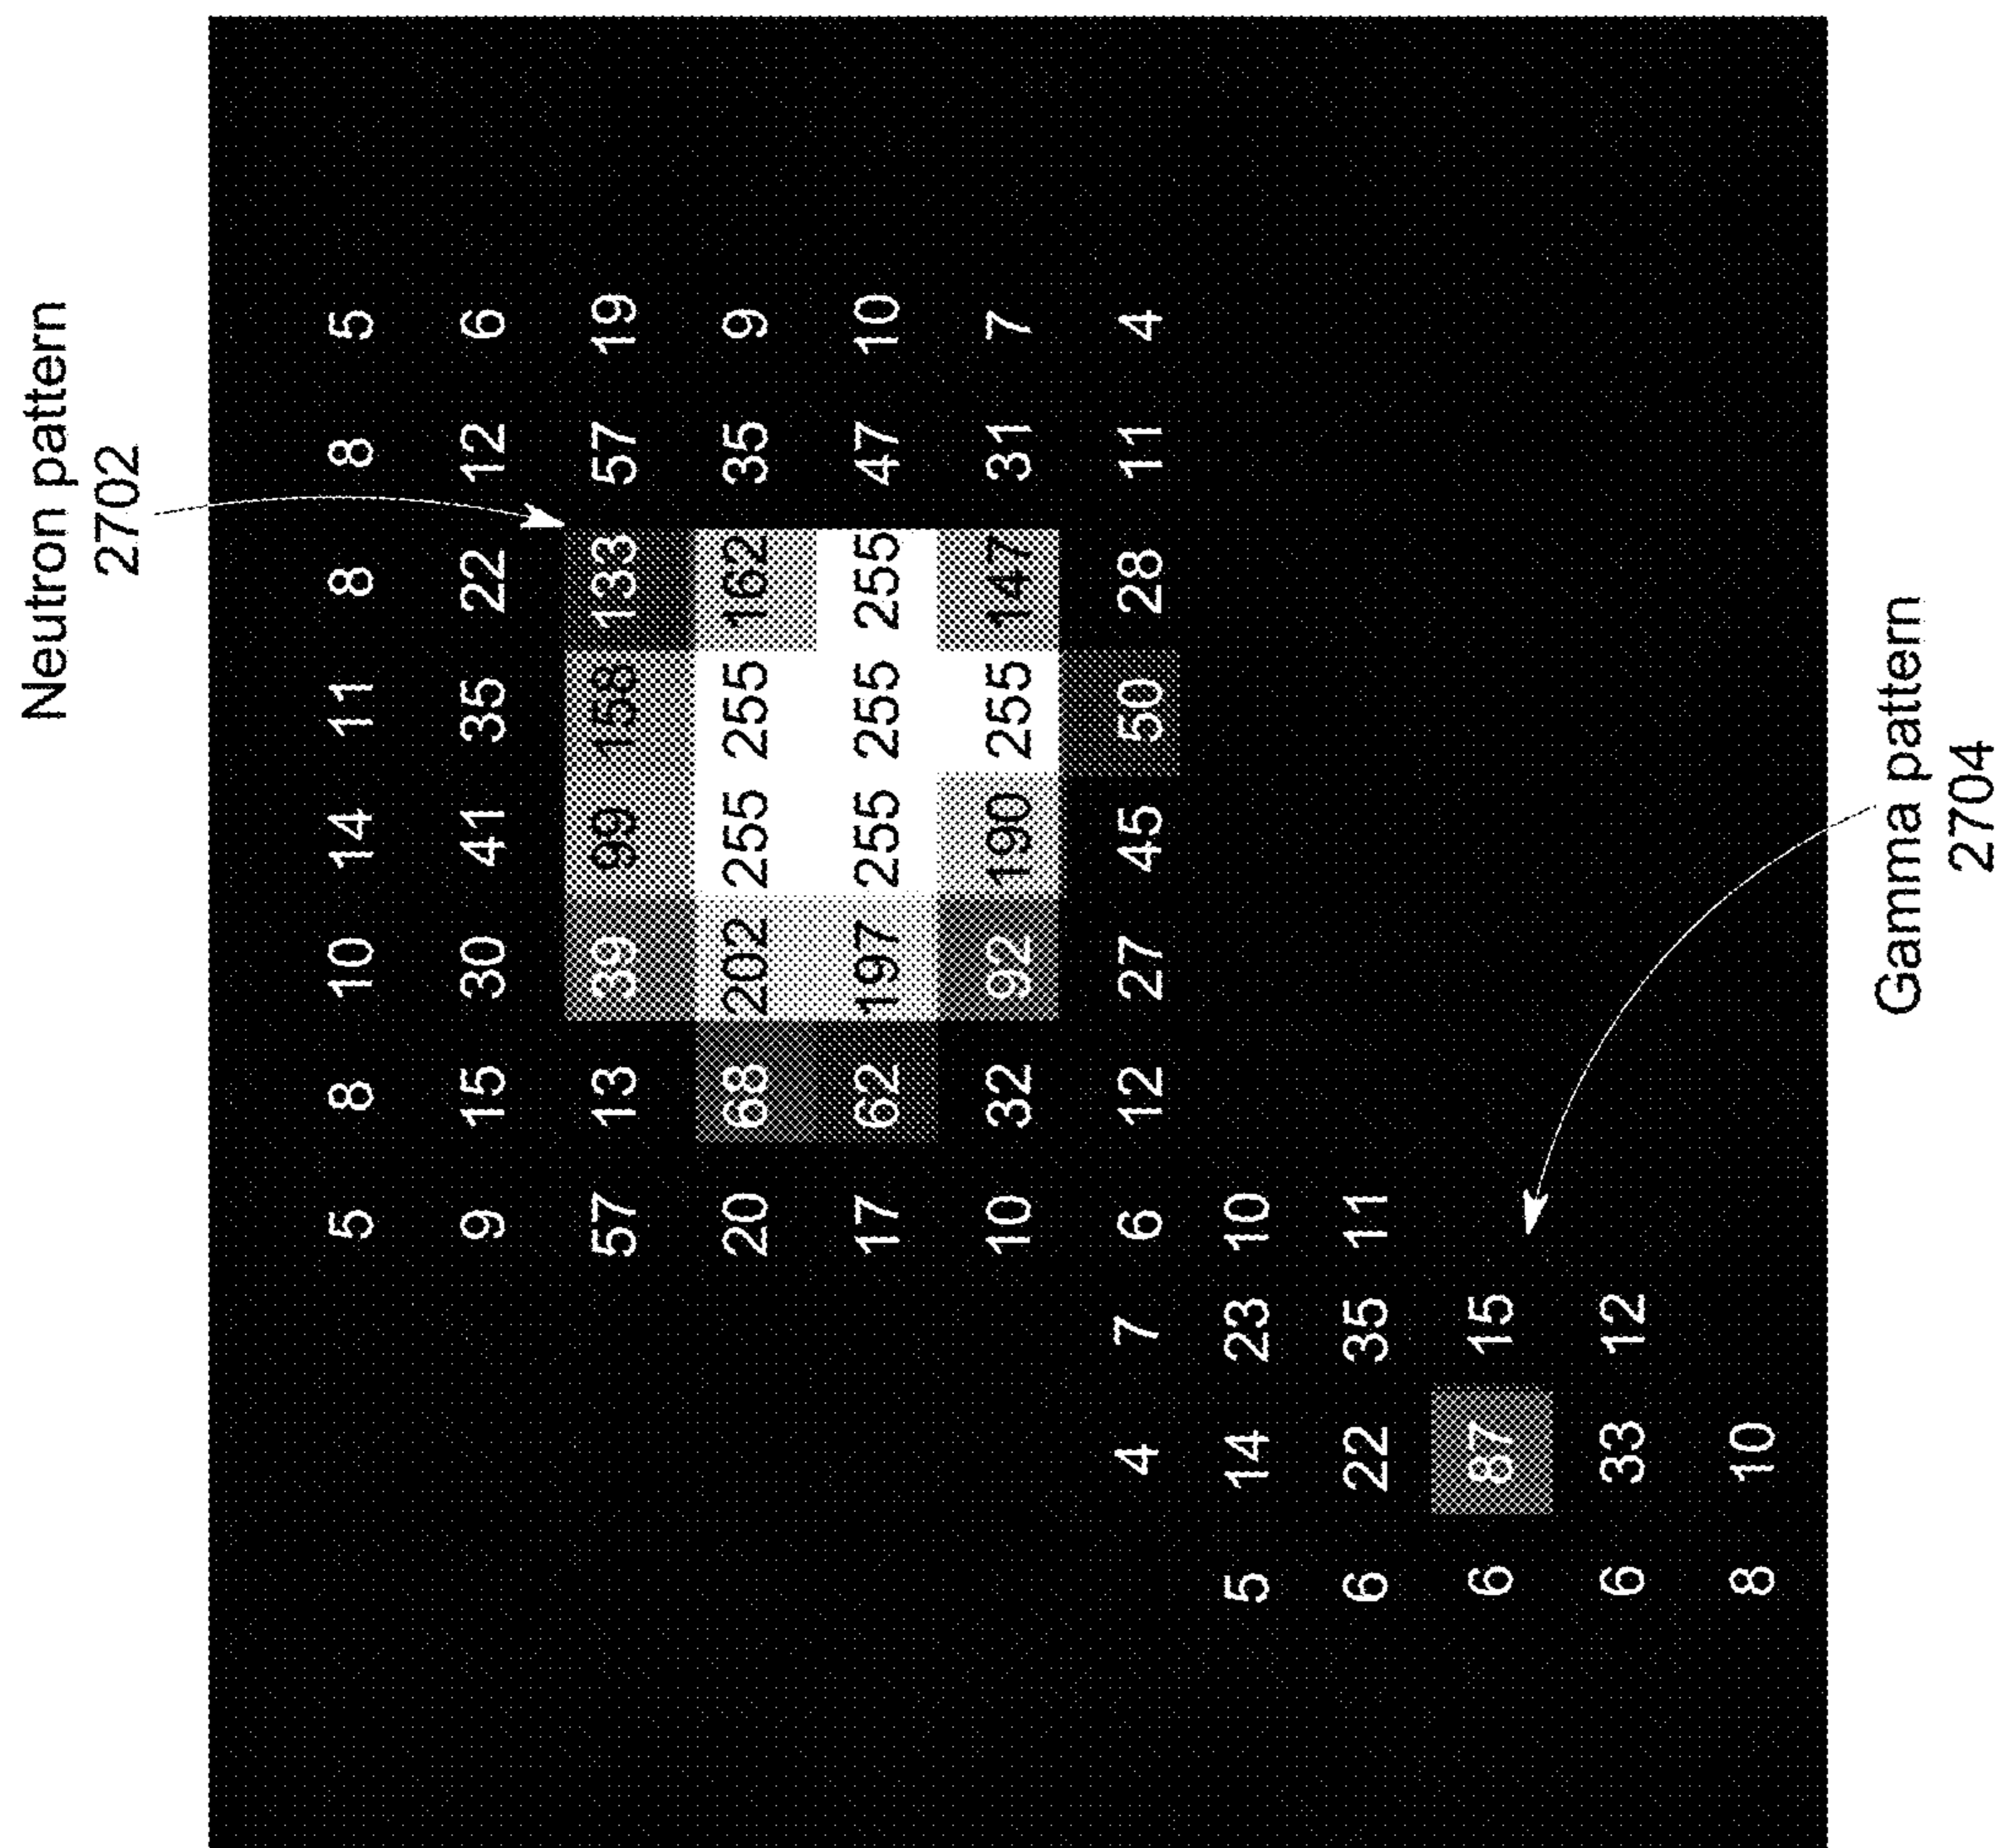 Neutron pattern
2702
5 8 10 14 11 8 8 5
9 15 30 41 35 22 12 6
57 13 39 99 158 133 57 19
20 68 202 255 255 162 35 9
17 62 197 255 255 255 47 10
10 32 92 190 255 147 31 7
4 7 6 12 27 45 50 28 11 4
5 14 23 10
6 22 35 11
6 87 15
6 33 12
8 10
Gamma pattern
2704